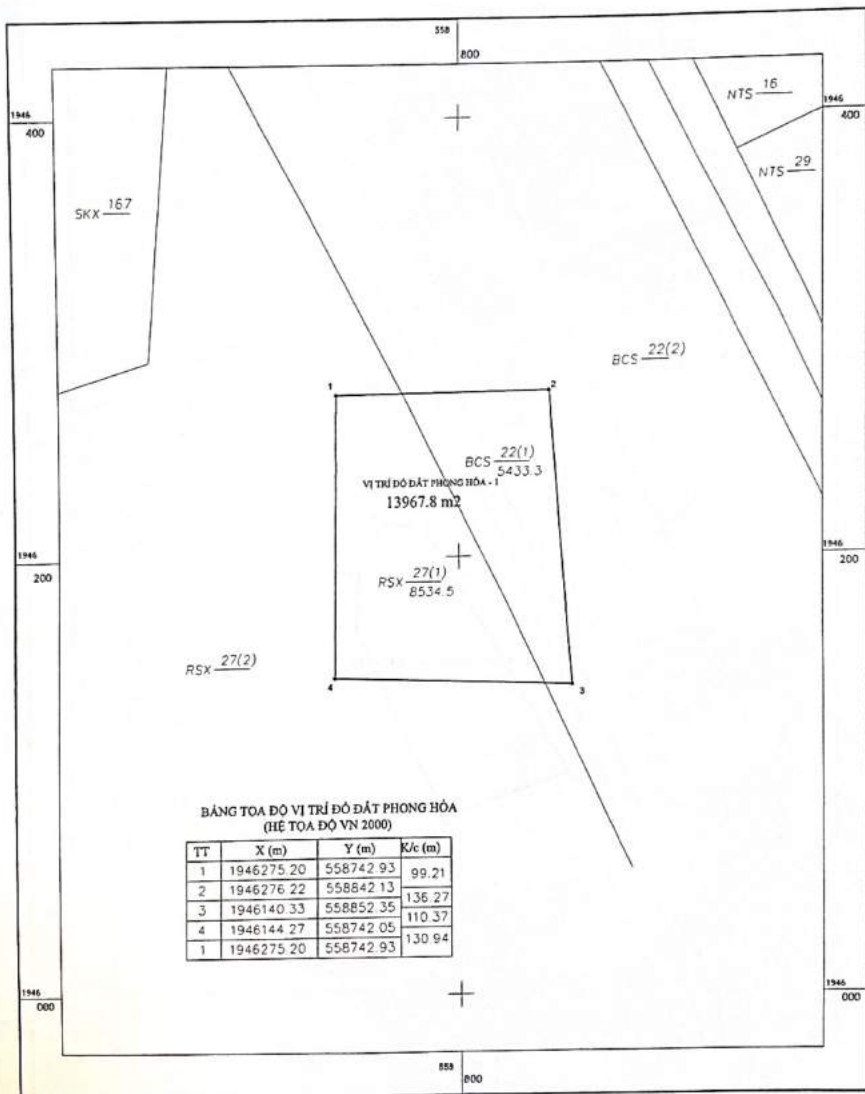 558
800
1946
400
1946
400
NTS 16
NTS 29
SKX 167
BCS 22(2)
1
2
BCS 22(1)
5433.3
VỊ TRÍ ĐỔ ĐẤT PHONG HÓA - 1
13967.8 m2
1946
200
1946
200
RSX 27(1)
8534.5
RSX 27(2)
4
3
BẢNG TỌA ĐỘ VỊ TRÍ ĐỔ ĐẤT PHONG HÓA
(HỆ TỌA ĐỘ VN 2000)
TT X (m) Y (m) K/c (m)
1 1946275.20 558742.93
99.21
2 1946276.22 558842.13
136.27
3 1946140.33 558852.35
110.37
4 1946144.27 558742.05
130.94
1 1946275.20 558742.93
1946
000
1946
000
558
800